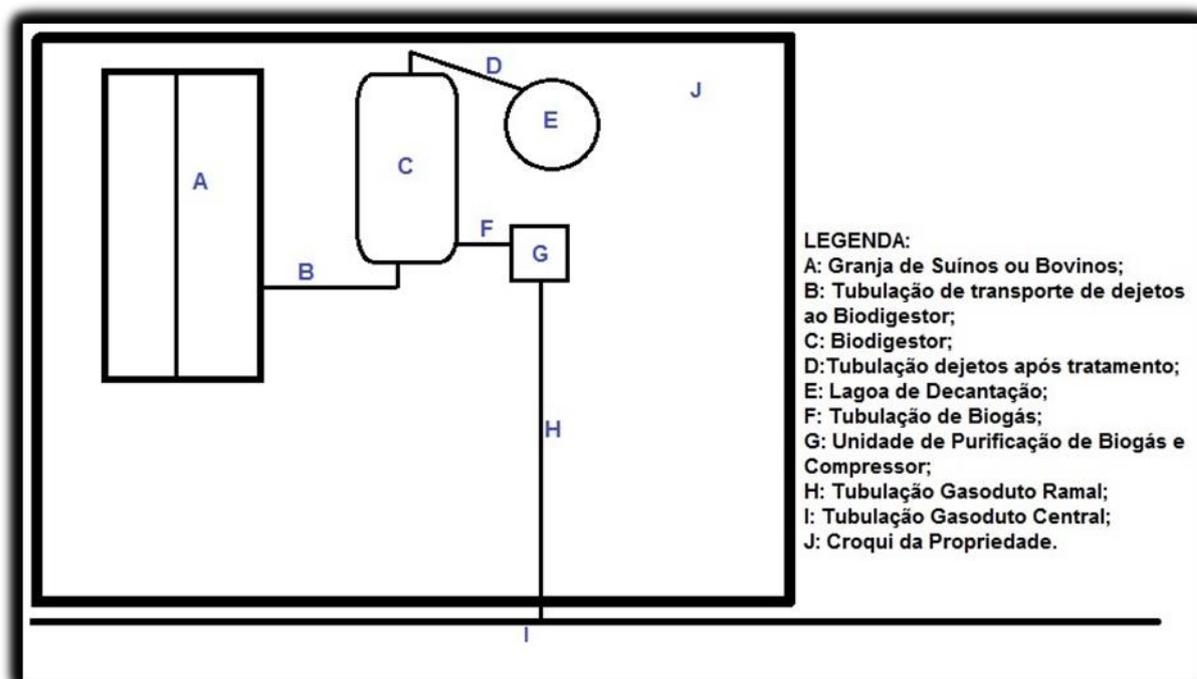 D
J
E
C
A
F
G
B
H
I
LEGENDA:
A: Granja de Suínos ou Bovinos;
B: Tubulação de transporte de dejetos
ao Biodigestor;
C: Biodigestor;
D:Tubulação dejetos após tratamento;
E: Lagoa de Decantação;
F: Tubulação de Biogás;
G: Unidade de Purificação de Biogás e
Compressor;
H: Tubulação Gasoduto Ramal;
I: Tubulação Gasoduto Central;
J: Croqui da Propriedade.